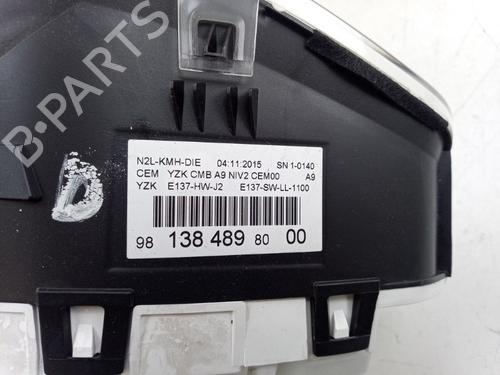 N2L-KMH-DIE 04.11.2015 SN 1-0140
CEM YZK CMB A9 NIV2 CEM00 A9
YZK E137-HW-J2 E137-SW-LL-1100
98 138 489 80 00
D
B-PARTS